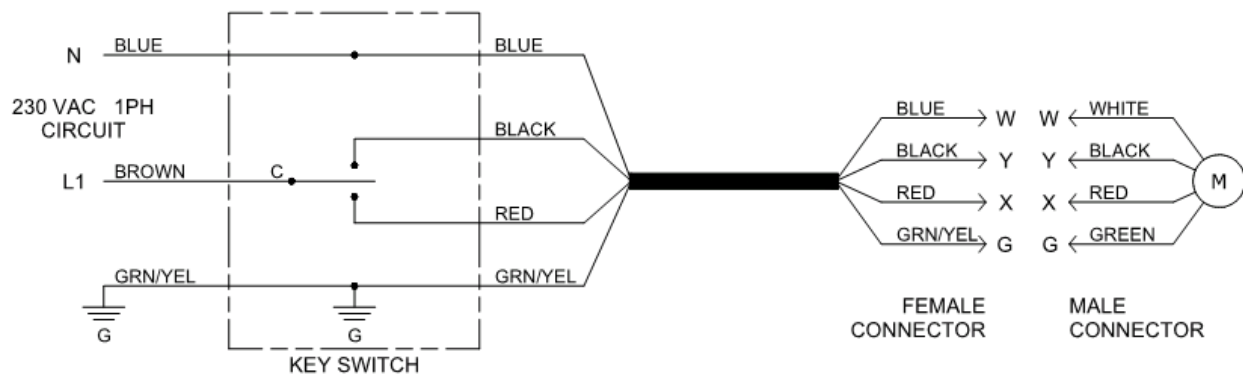 N BLUE BLUE
230 VAC 1PH
CIRCUIT
BLACK
L1 BROWN C
RED
GRN/YEL GRN/YEL
G G
KEY SWITCH
BLUE W W WHITE
BLACK Y Y BLACK
M
RED X X RED
GRN/YEL G G GREEN
FEMALE
CONNECTOR
MALE
CONNECTOR